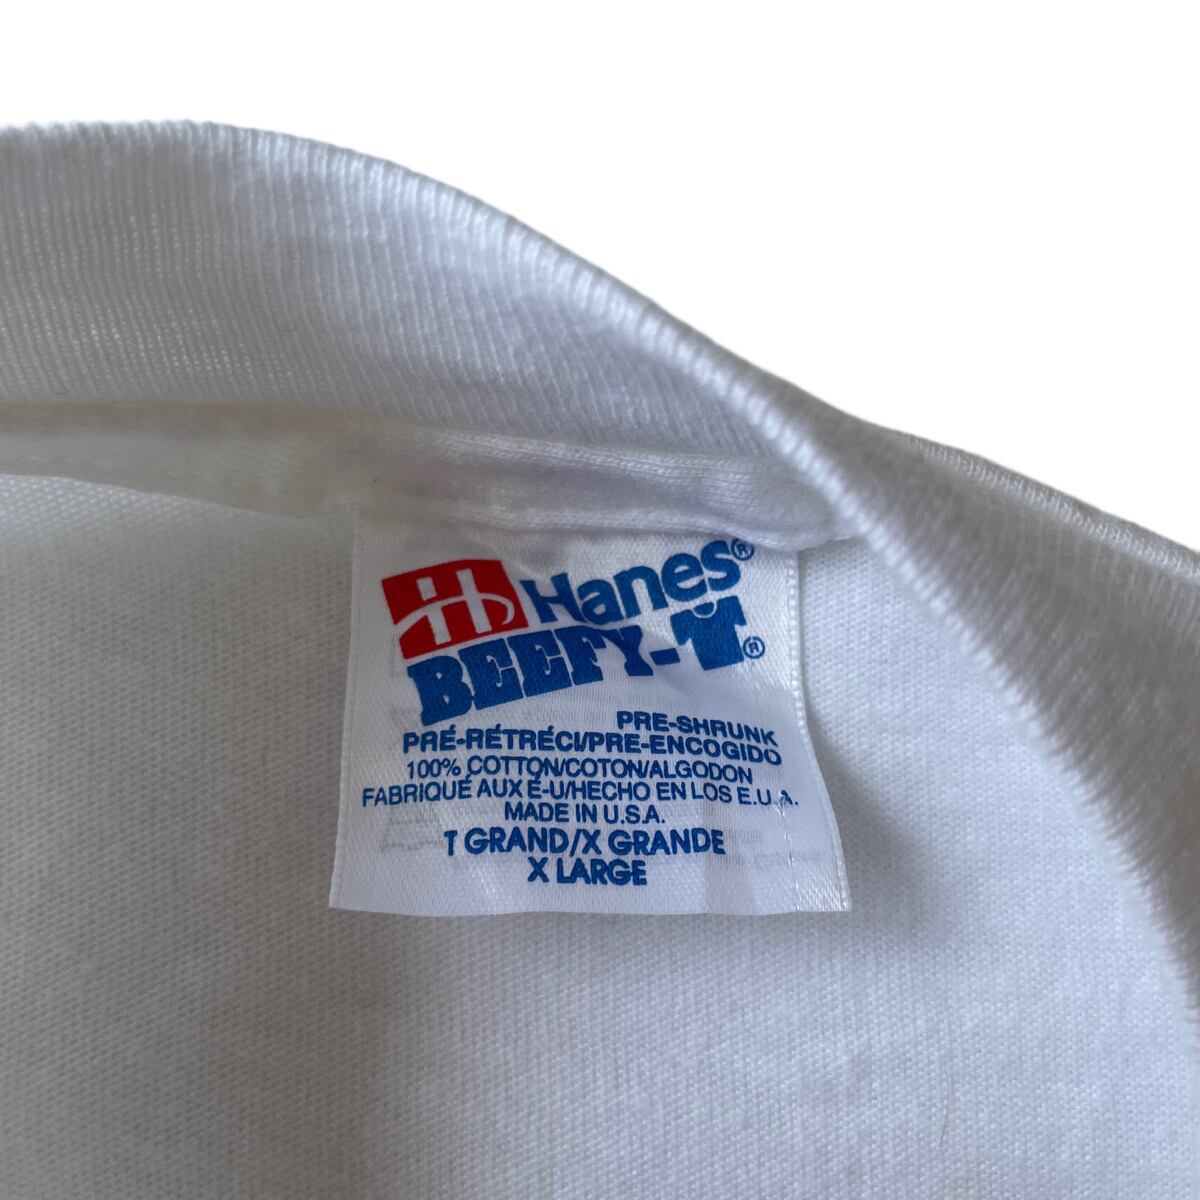 H Hanes®
BEEFY-T®
PRE-SHRUNK
PRÉ-RÉTRÉCI/PRE-ENCOGIDO
100% COTTON/COTON/ALGODON
FABRIQUÉ AUX É-U/HECHO EN LOS E.U.A.
MADE IN U.S.A.
T GRAND/X GRANDE
X LARGE